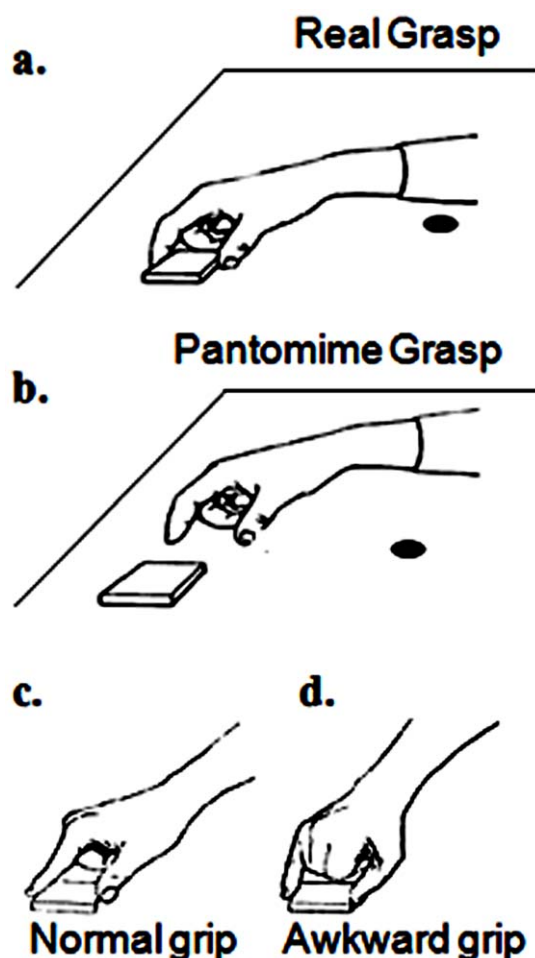 Real Grasp
a.
Pantomime Grasp
b.
c.
d.
Normal grip
Awkward grip